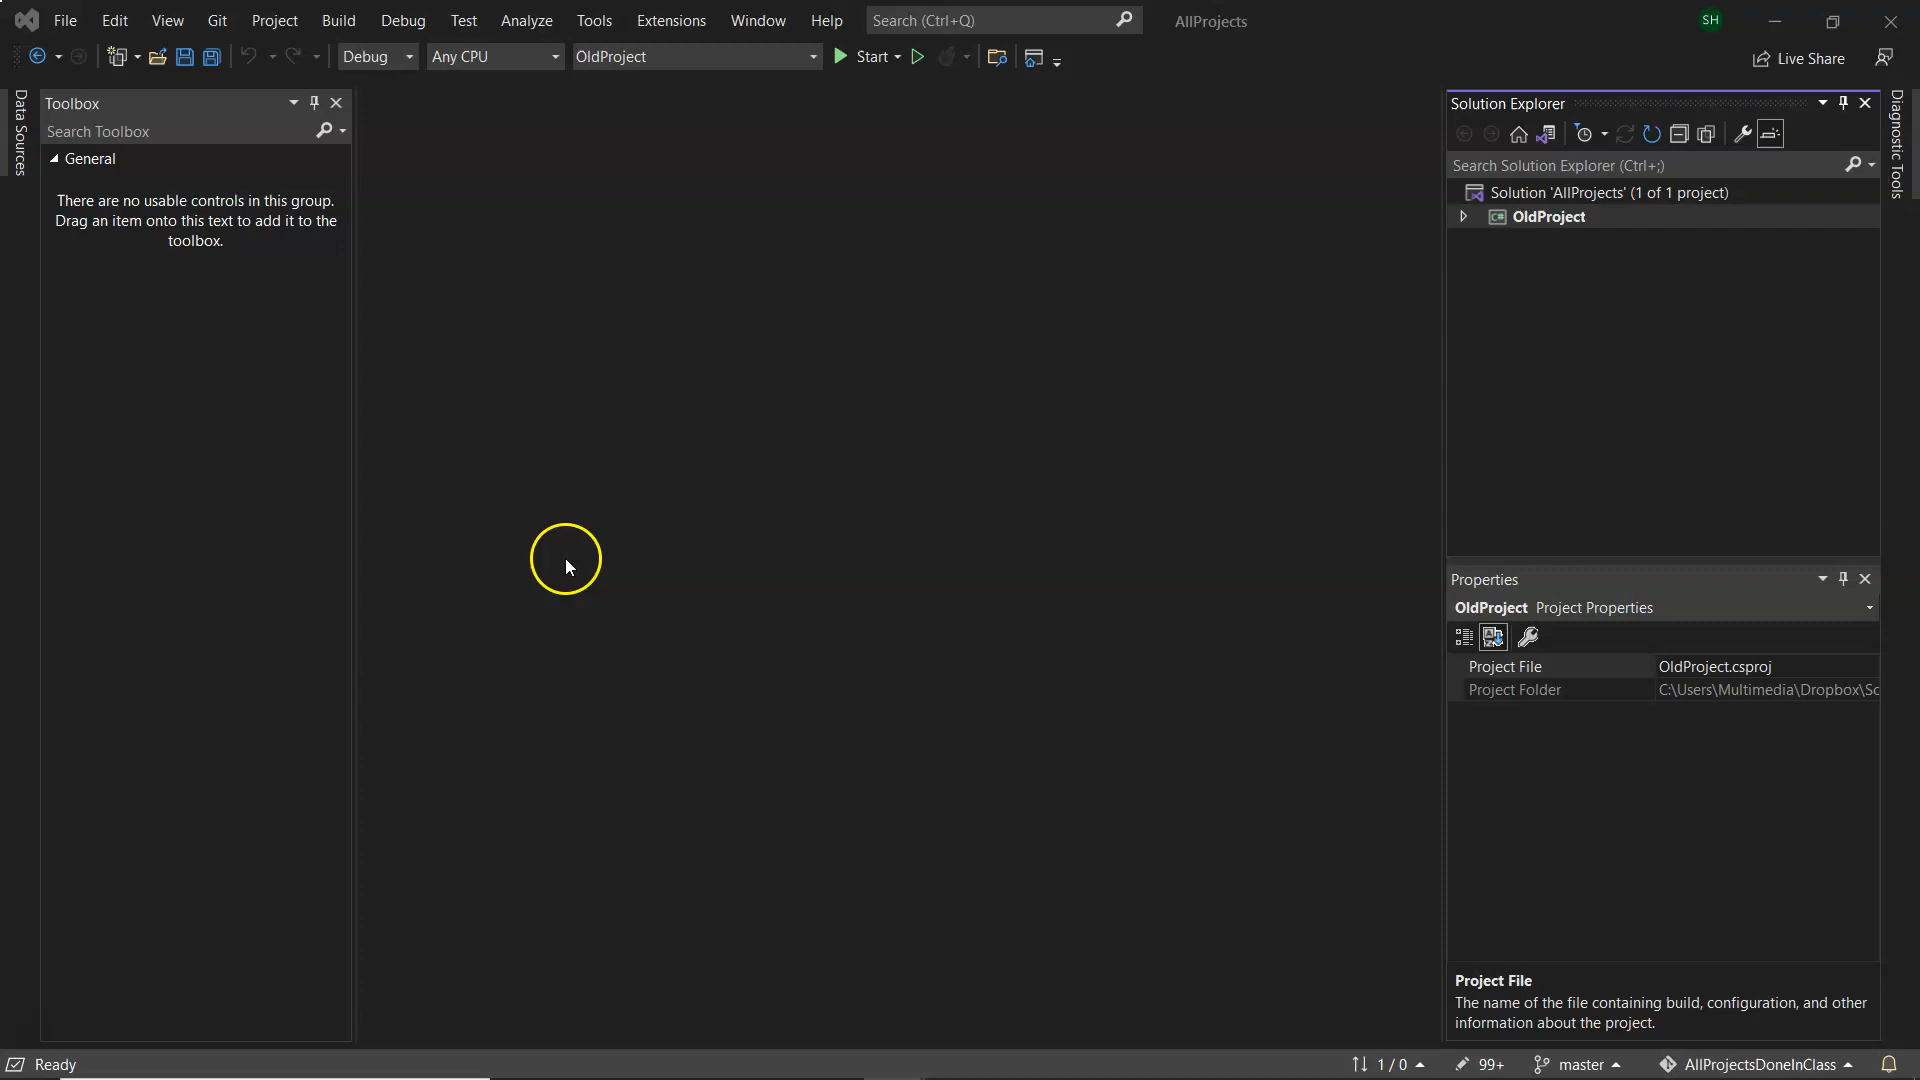 File Edit View Git Project Build Debug Test Analyze Tools Extensions Window Help Search (Ctrl+Q) AllProjects SH
Debug Any CPU OldProject Start Live Share
Data Sources
Toolbox
Search Toolbox
General
There are no usable controls in this group.
Drag an item onto this text to add it to the
toolbox.
Solution Explorer
Search Solution Explorer (Ctrl+;)
Solution 'AllProjects' (1 of 1 project)
C# OldProject
Diagnostic Tools
Properties
OldProject Project Properties
Project File OldProject.csproj
Project Folder C:\Users\Multimedia\Dropbox\Sc
Project File
The name of the file containing build, configuration, and other
information about the project.
Ready 1 / 0 99+ master AllProjectsDoneInClass